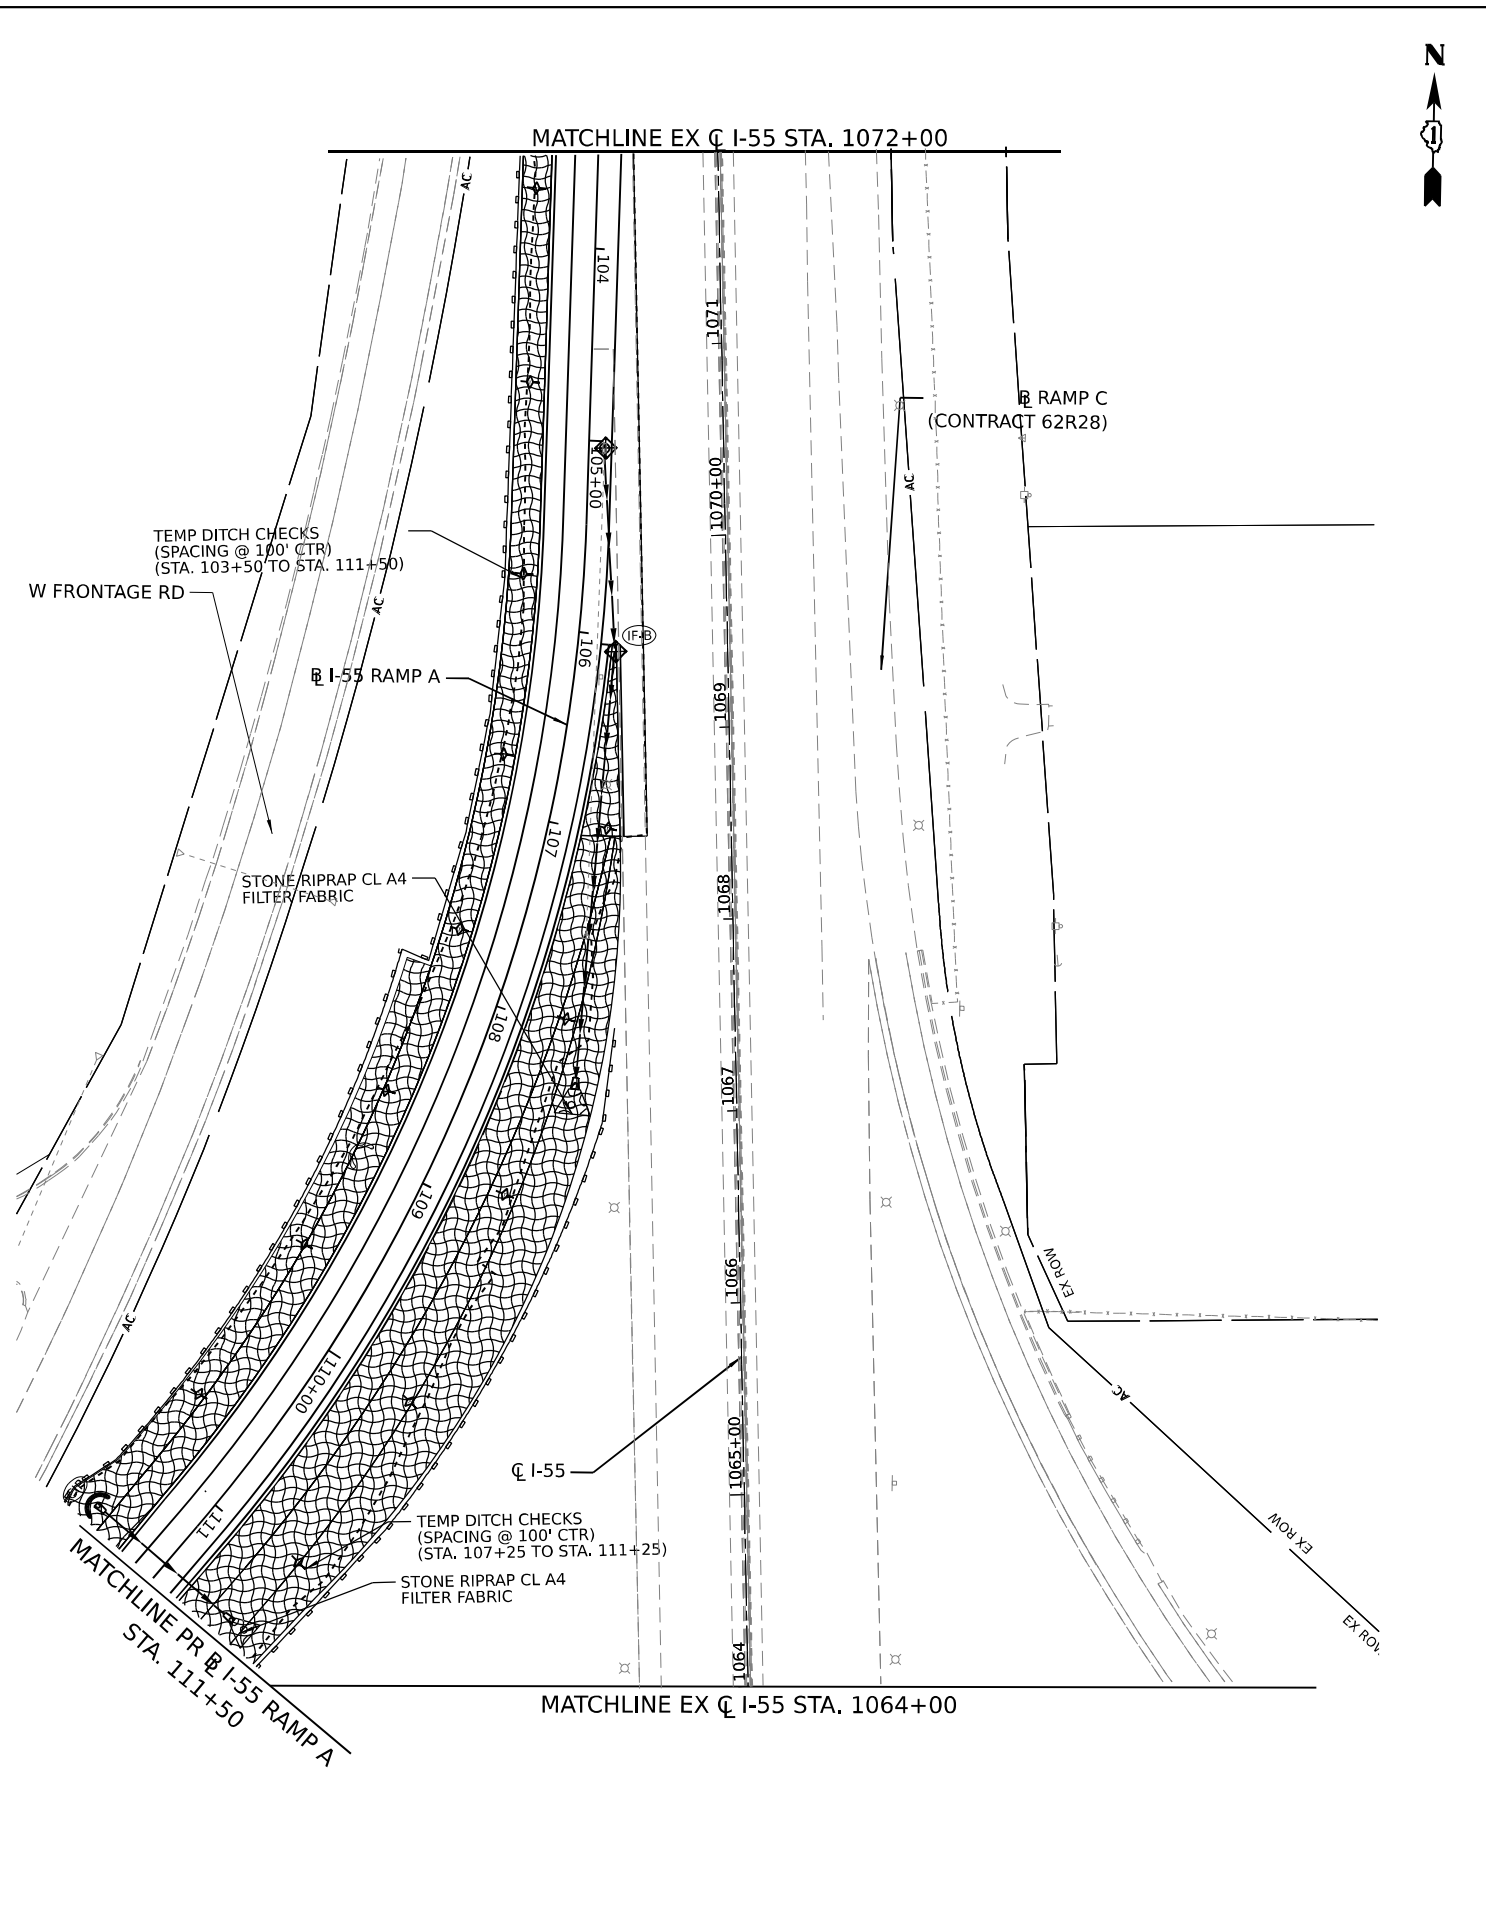 N
1
MATCHLINE EX ℄ I-55 STA. 1072+00
AC
104
1071
℄ RAMP C
(CONTRACT 62R28)
105+00
1070+00
AC
TEMP DITCH CHECKS
(SPACING @ 100' CTR)
(STA. 103+50 TO STA. 111+50)
W FRONTAGE RD
AC
IF-B
106
BL I-55 RAMP A
1069
107
STONE RIPRAP CL A4
FILTER FABRIC
1068
108
1067
109
1066
EX ROW
AC
110+00
AC
1065+00
℄ I-55
111
TEMP DITCH CHECKS
(SPACING @ 100' CTR)
(STA. 107+25 TO STA. 111+25)
EX ROW
STONE RIPRAP CL A4
FILTER FABRIC
EX ROW
MATCHLINE PR BL I-55 RAMP A
STA. 111+50
1064
MATCHLINE EX ℄ I-55 STA. 1064+00